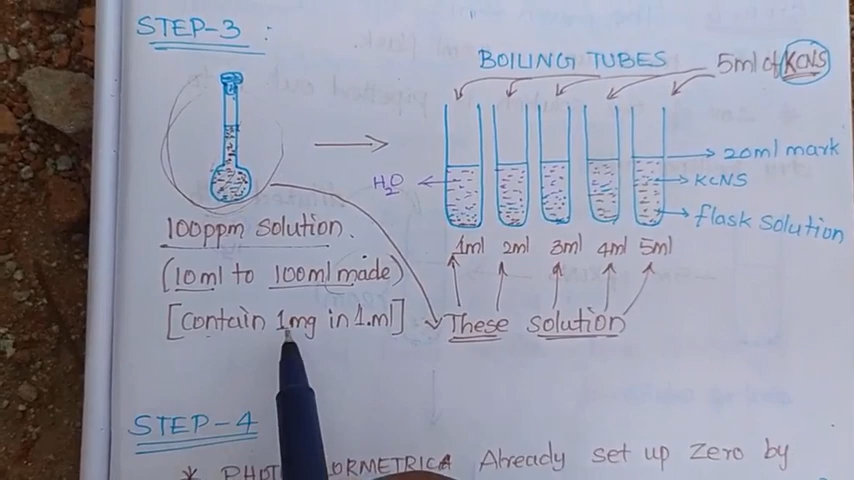 STEP-3 :
BOILING TUBES
5ml of KCNS
20ml mark
H2O
KCNS
flask solution
100ppm solution.
1ml 2ml 3ml 4ml 5ml
(10ml to 100ml made)
[contain 1mg in 1.ml]
These solution
STEP-4
* Already set up zero by